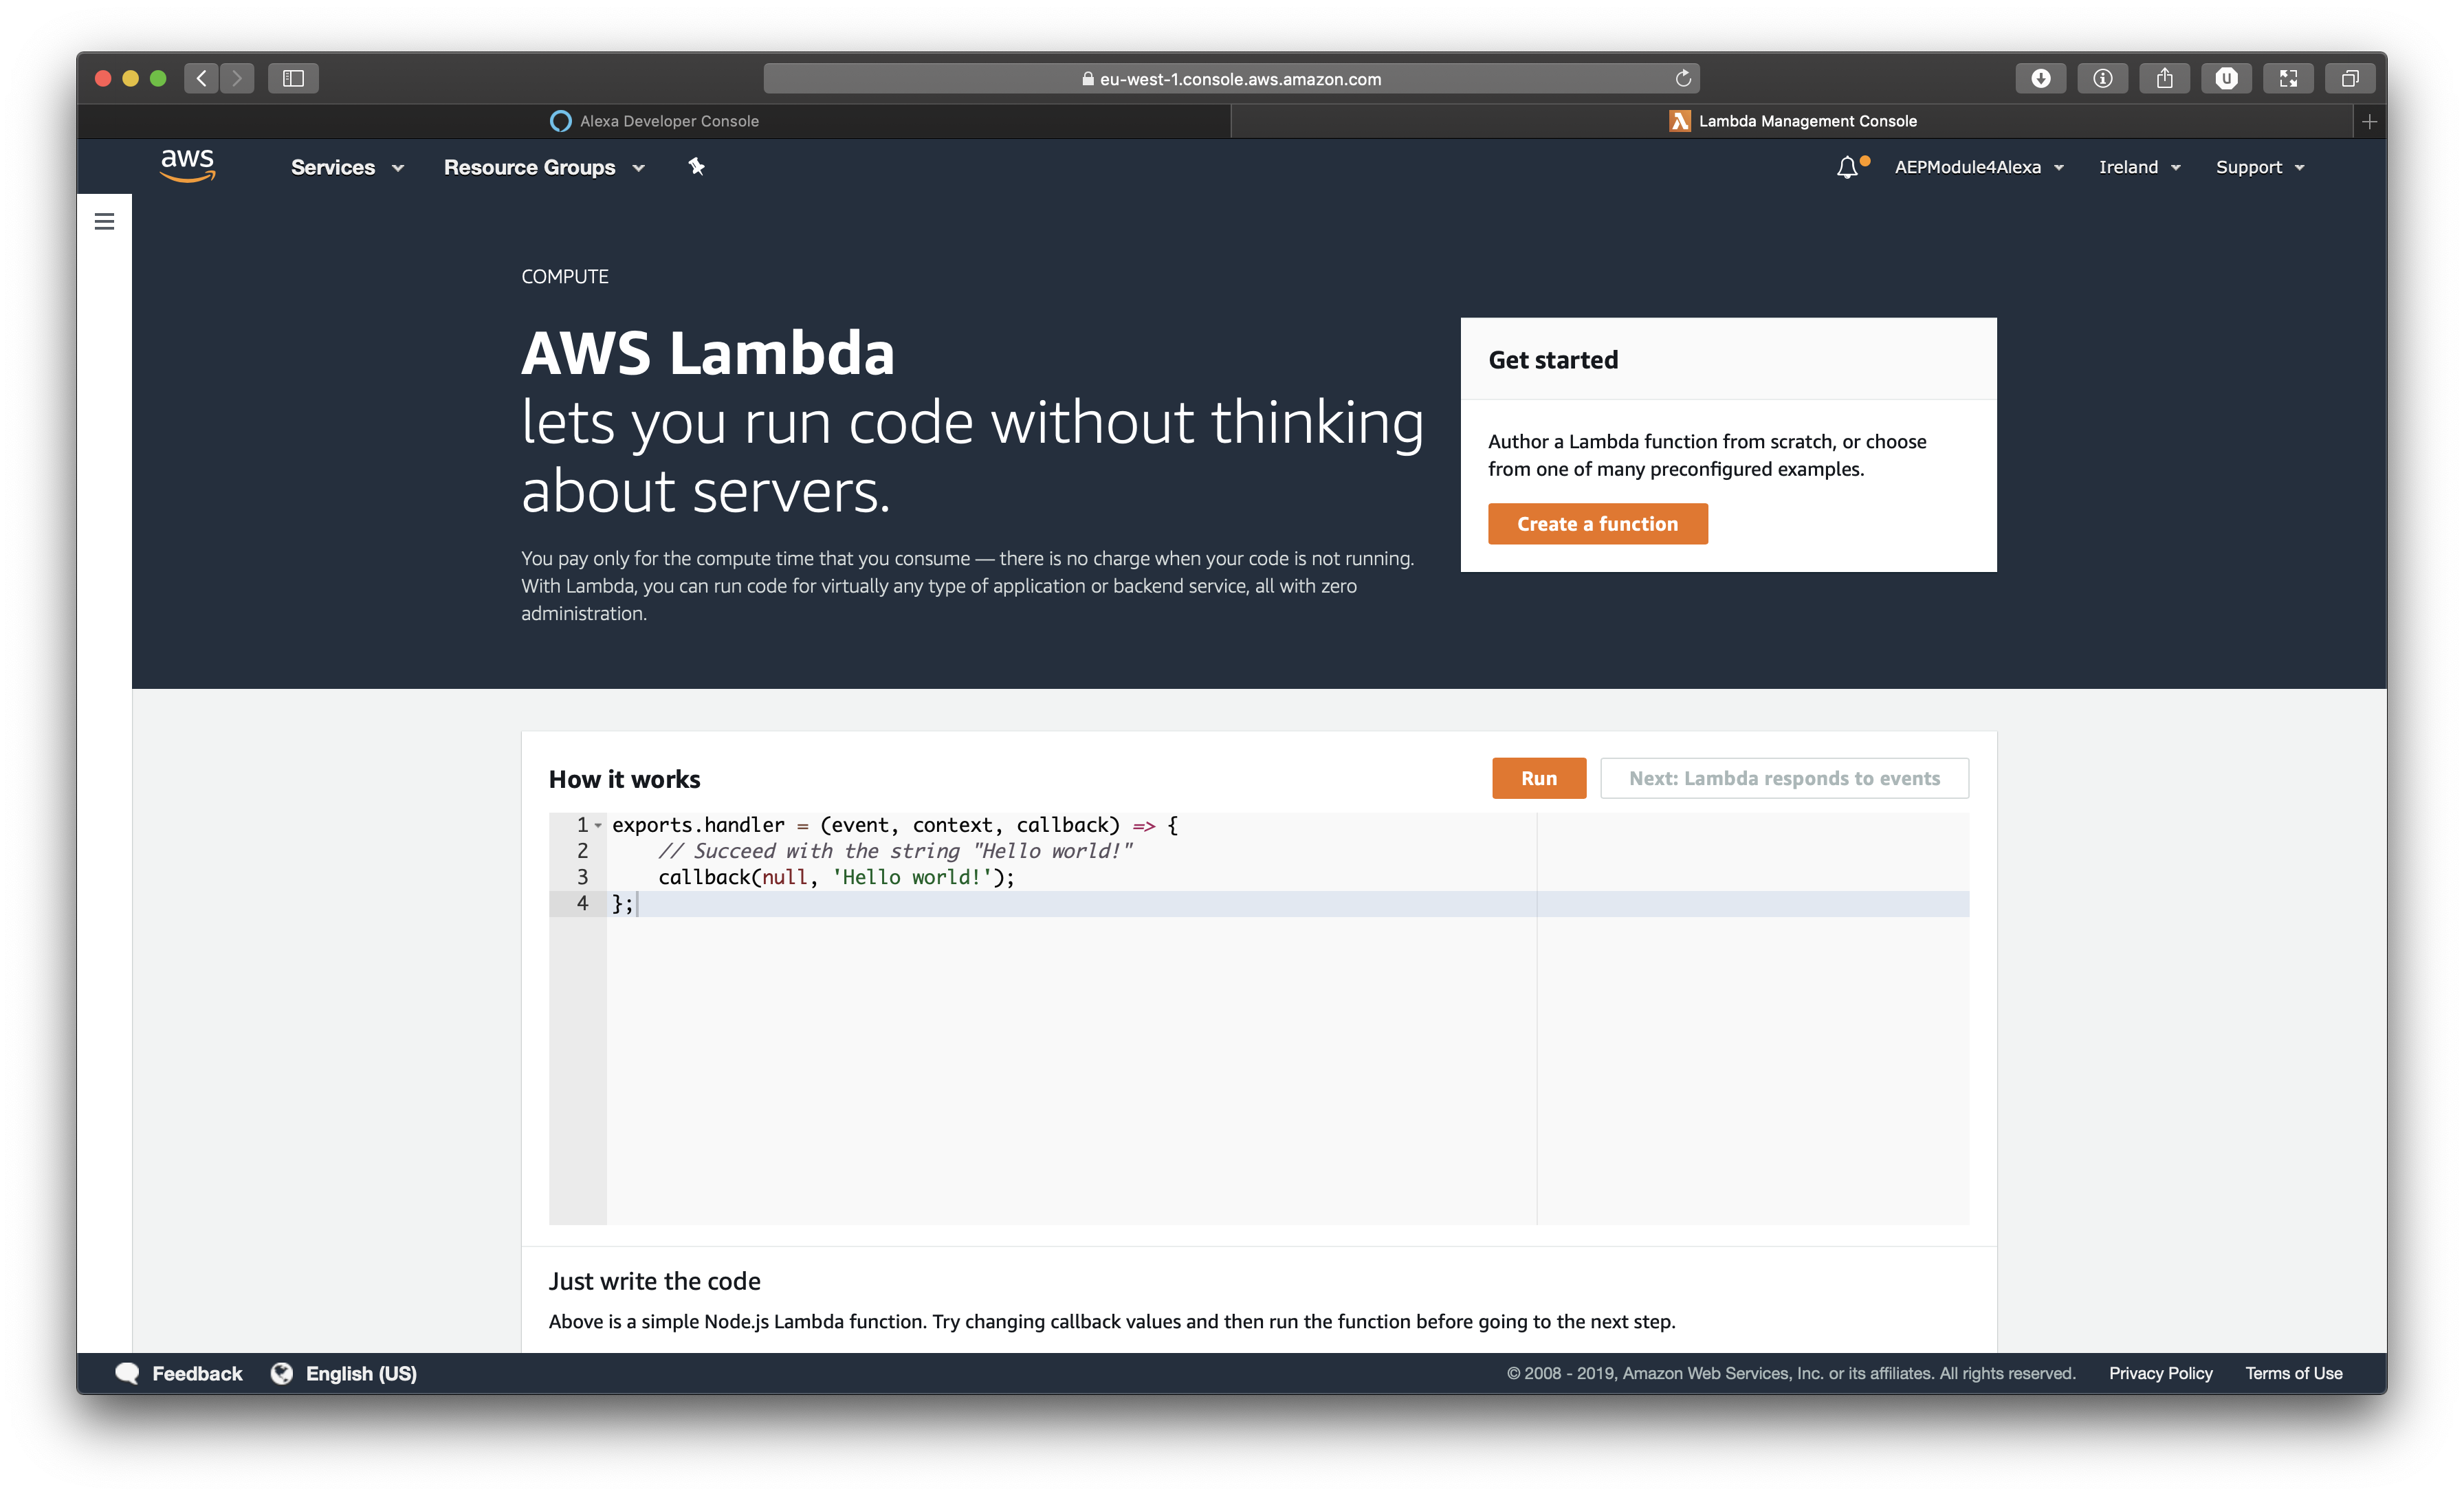 eu-west-1.console.aws.amazon.com
Alexa Developer Console
Lambda Management Console
aws
Services
Resource Groups
AEPModule4Alexa
Ireland
Support
COMPUTE
AWS Lambda
lets you run code without thinking
about servers.
You pay only for the compute time that you consume — there is no charge when your code is not running.
With Lambda, you can run code for virtually any type of application or backend service, all with zero
administration.
Get started
Author a Lambda function from scratch, or choose
from one of many preconfigured examples.
Create a function
How it works
Run
Next: Lambda responds to events
1 exports.handler = (event, context, callback) => {
2     // Succeed with the string "Hello world!"
3     callback(null, 'Hello world!');
4 };
Just write the code
Above is a simple Node.js Lambda function. Try changing callback values and then run the function before going to the next step.
Feedback
English (US)
© 2008 - 2019, Amazon Web Services, Inc. or its affiliates. All rights reserved.
Privacy Policy
Terms of Use